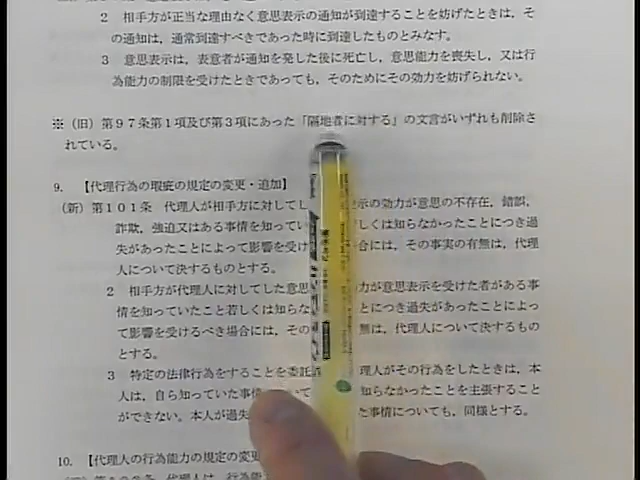 2　相手方が正当な理由なく意思表示の通知が到達することを妨げたときは，そ
の通知は，通常到達すべきであった時に到達したものとみなす。
3　意思表示は，表意者が通知を発した後に死亡し，意思能力を喪失し，又は行
為能力の制限を受けたときであっても，そのためにその効力を妨げられない。
※（旧）第９７条第１項及び第３項にあった「隔地者に対する」の文言がいずれも削除さ
れている。
9．【代理行為の瑕疵の規定の変更・追加】
（新）第１０１条　代理人が相手方に対してし 示の効力が意思の不存在，錯誤，
詐欺，強迫又はある事情を知ってい しくは知らなかったことにつき過
失があったことによって影響を受け 合には，その事実の有無は，代理
人について決するものとする。
2　相手方が代理人に対してした意思 力が意思表示を受けた者がある事
情を知っていたこと若しくは知らな とにつき過失があったことによっ
て影響を受けるべき場合には，その 無は，代理人について決するもの
とする。
3　特定の法律行為をすることを委託 理人がその行為をしたときは，本
人は，自ら知っていた事情 いて 知らなかったことを主張すること
ができない。本人が過失 た事情についても，同様とする。
10．【代理人の行為能力の規定の変更